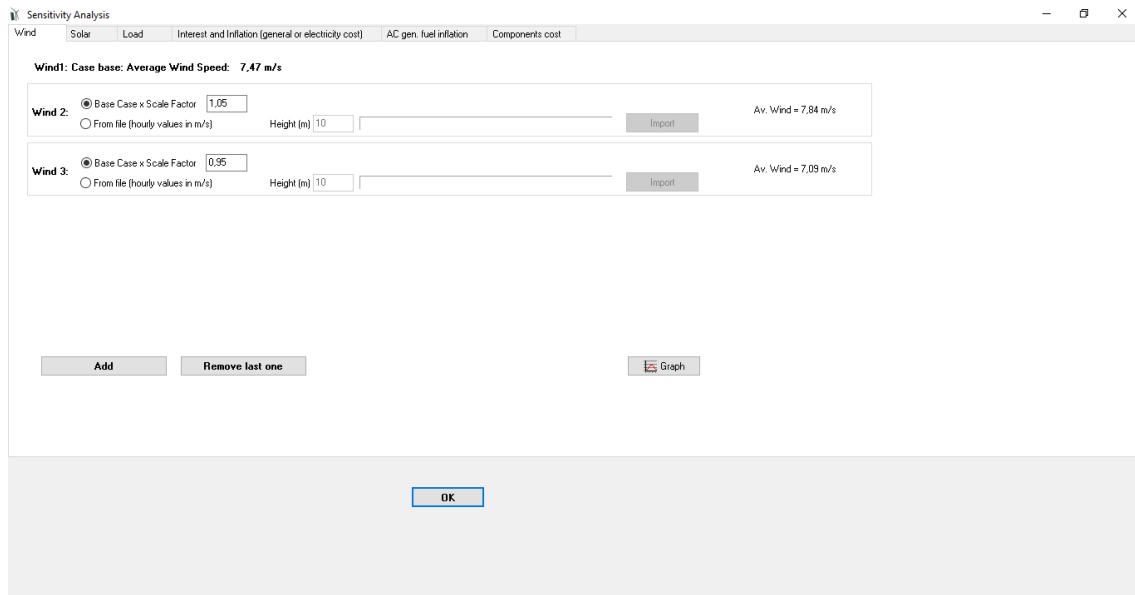 Sensitivity Analysis
Wind Solar Load Interest and Inflation (general or electricity cost) AC gen. fuel inflation Components cost
Wind1: Case base: Average Wind Speed: 7,47 m/s
Wind 2:
Base Case x Scale Factor 1,05
From file (hourly values in m/s) Height (m) 10 Import
Av. Wind = 7,84 m/s
Wind 3:
Base Case x Scale Factor 0,95
From file (hourly values in m/s) Height (m) 10 Import
Av. Wind = 7,09 m/s
Add Remove last one Graph
OK